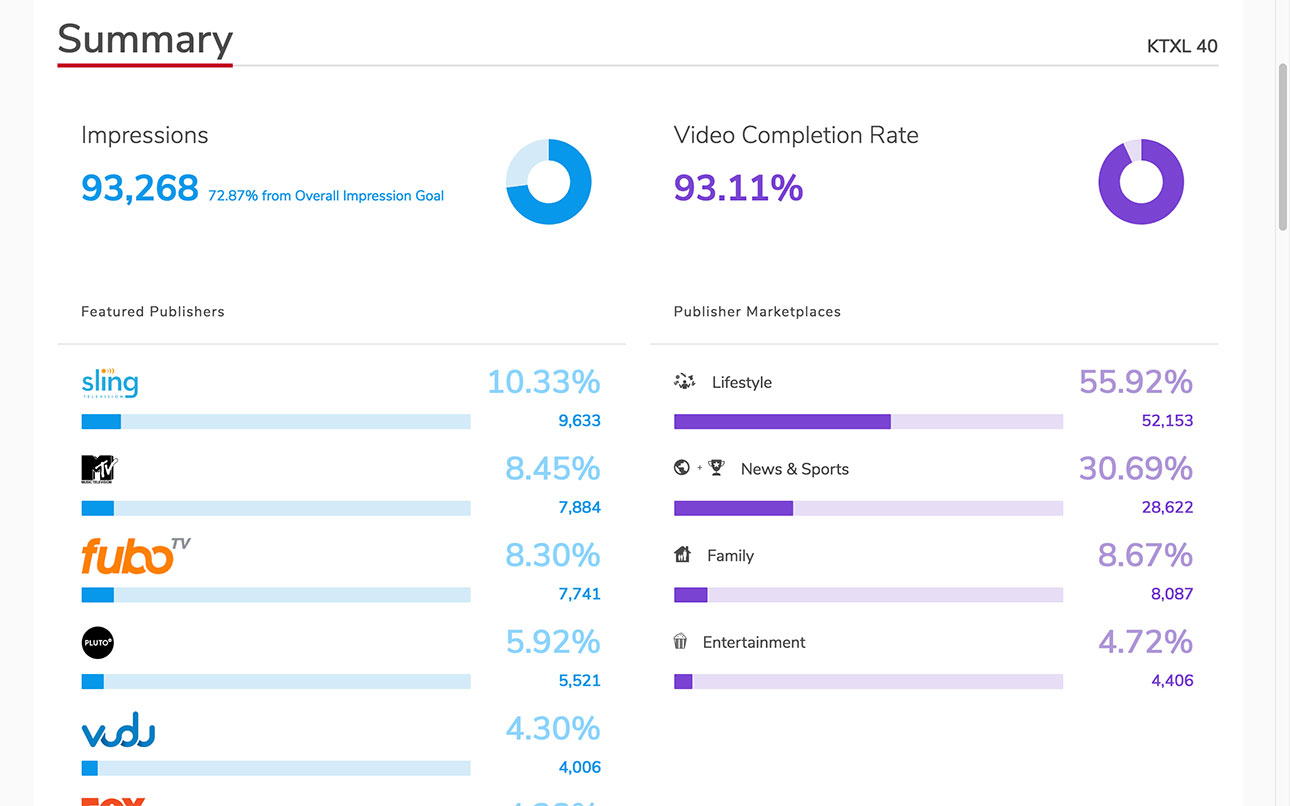 Summary
KTXL 40
Impressions
93,268 72.87% from Overall Impression Goal
Video Completion Rate
93.11%
Featured Publishers
sling
TELEVISION
10.33%
9,633
MTV
MUSIC TELEVISION
8.45%
7,884
fubo TV
8.30%
7,741
PLUTO
5.92%
5,521
vudu
4.30%
4,006
FOX
Publisher Marketplaces
Lifestyle
55.92%
52,153
+ News & Sports
30.69%
28,622
Family
8.67%
8,087
Entertainment
4.72%
4,406